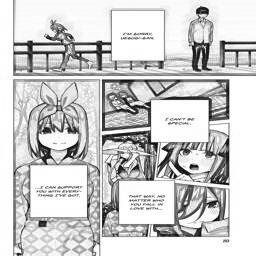 I'M SORRY,
UESUGI-SAN.
I CAN'T BE
SPECIAL.
...I CAN SUPPORT
YOU WITH EVERY-
THING I'VE GOT.
THAT WAY, NO
MATTER WHO
YOU FALL IN
LOVE WITH...